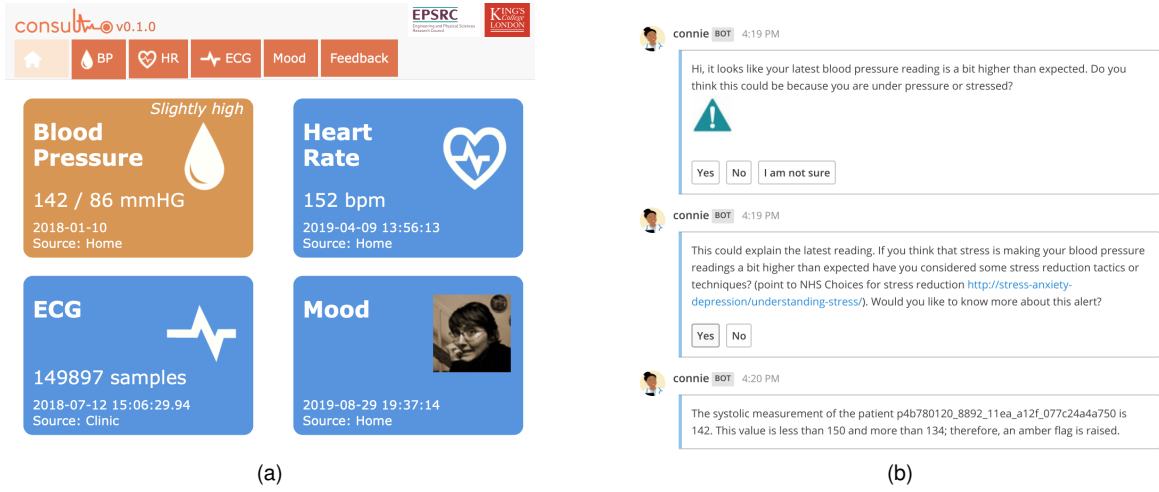 consult v0.1.0
EPSRC
Engineering and Physical Sciences
Research Council
KING'S
College
LONDON
BP
HR
ECG
Mood
Feedback
Slightly high
Blood
Pressure
142 / 86 mmHG
2018-01-10
Source: Home
Heart
Rate
152 bpm
2019-04-09 13:56:13
Source: Home
ECG
149897 samples
2018-07-12 15:06:29.94
Source: Clinic
Mood
2019-08-29 19:37:14
Source: Home
(a)
connie BOT 4:19 PM
Hi, it looks like your latest blood pressure reading is a bit higher than expected. Do you
think this could be because you are under pressure or stressed?
Yes No I am not sure
connie BOT 4:19 PM
This could explain the latest reading. If you think that stress is making your blood pressure
readings a bit higher than expected have you considered some stress reduction tactics or
techniques? (point to NHS Choices for stress reduction http://stress-anxiety-
depression/understanding-stress/). Would you like to know more about this alert?
Yes No
connie BOT 4:20 PM
The systolic measurement of the patient p4b780120_8892_11ea_a12f_077c24a4a750 is
142. This value is less than 150 and more than 134; therefore, an amber flag is raised.
(b)